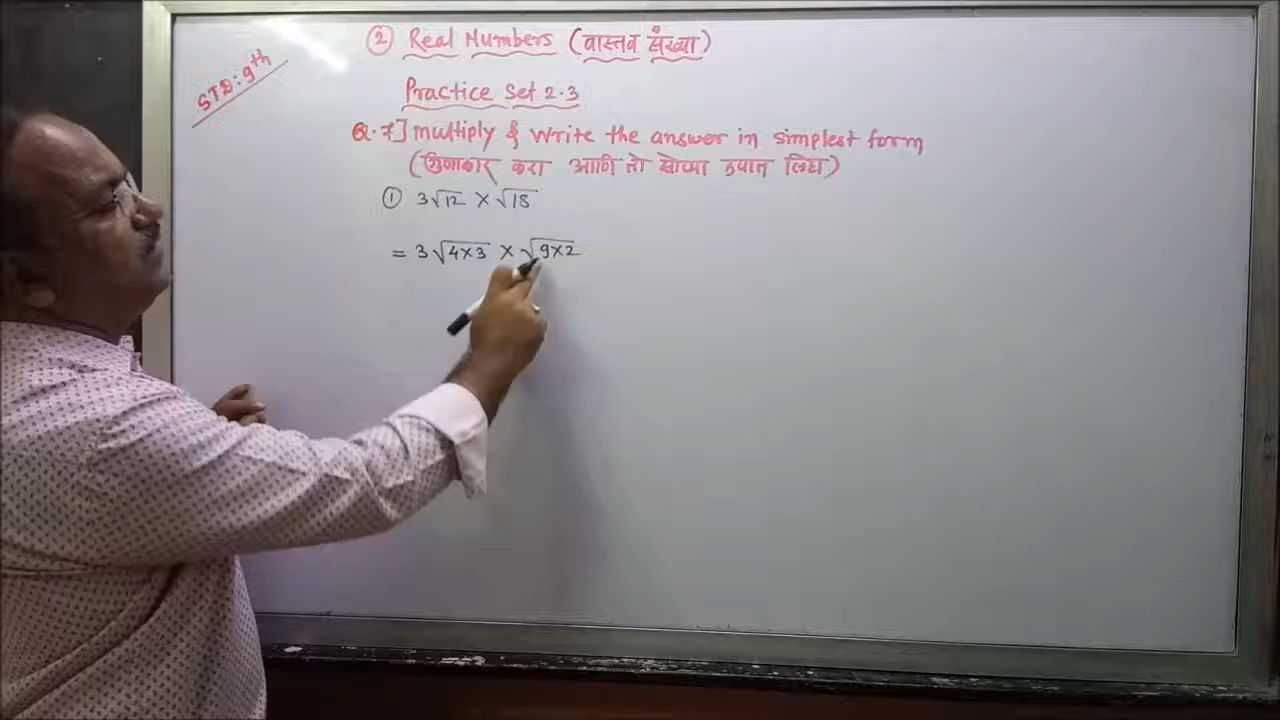 ② Real Numbers (वास्तव संख्या)
STD: 9th
Practice Set 2.3
Q.7] multiply & write the answer in simplest form
(गुणाकार करा आणि तो सोप्या रुपात लिहा)
① 3√12 × √18
= 3√4×3 × √9×2